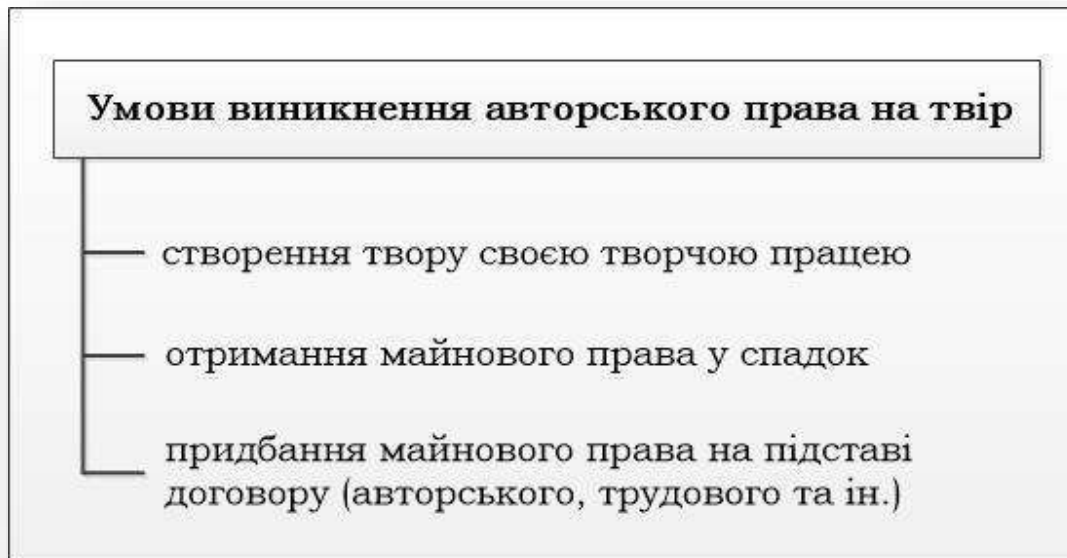 Умови виникнення авторського права на твір
створення твору своєю творчою працею
отримання майнового права у спадок
придбання майнового права на підставі
договору (авторського, трудового та ін.)